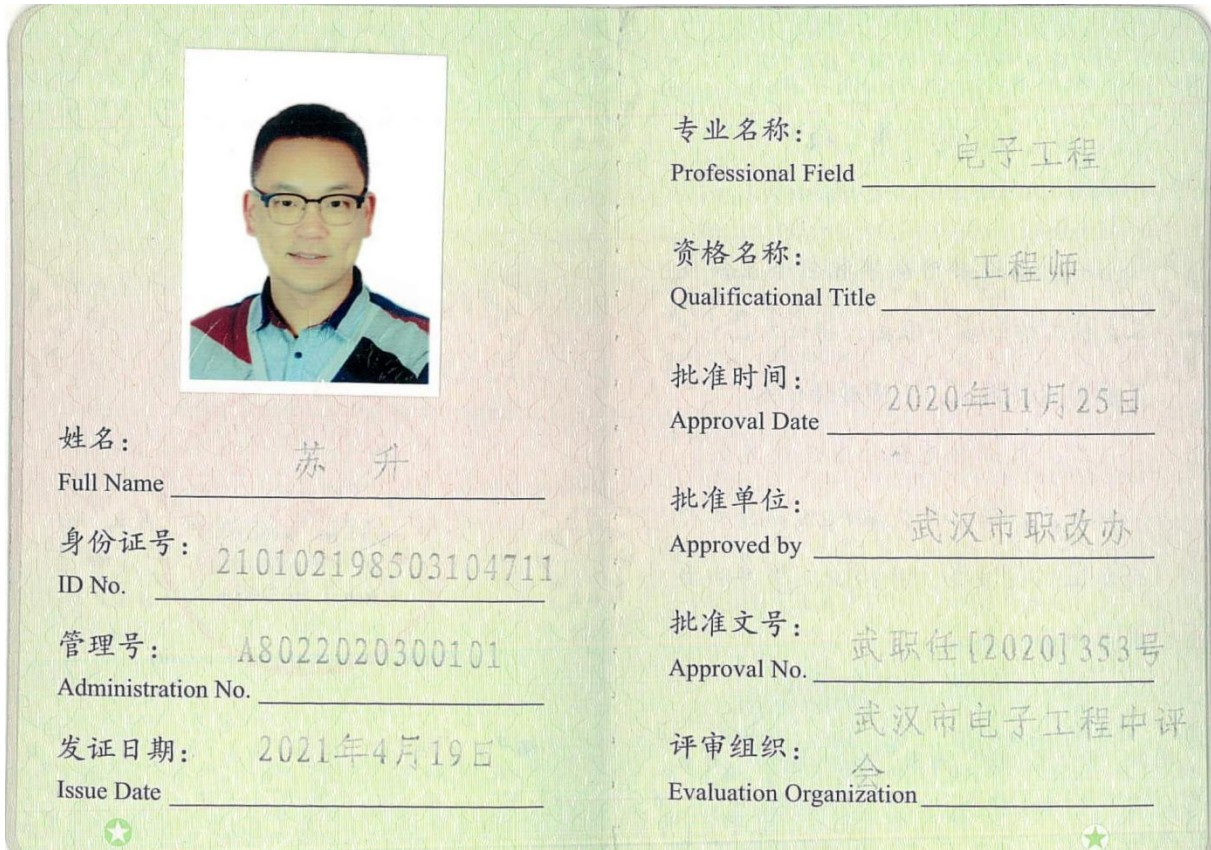 姓名：
苏 升
Full Name
身份证号：
210102198503104711
ID No.
管理号：
A8022020300101
Administration No.
发证日期：
2021年4月19日
Issue Date
专业名称：
电子工程
Professional Field
资格名称：
工程师
Qualificational Title
批准时间：
2020年11月25日
Approval Date
批准单位：
武汉市职改办
Approved by
批准文号：
武职任[2020]353号
Approval No.
武汉市电子工程中评
评审组织：
会
Evaluation Organization